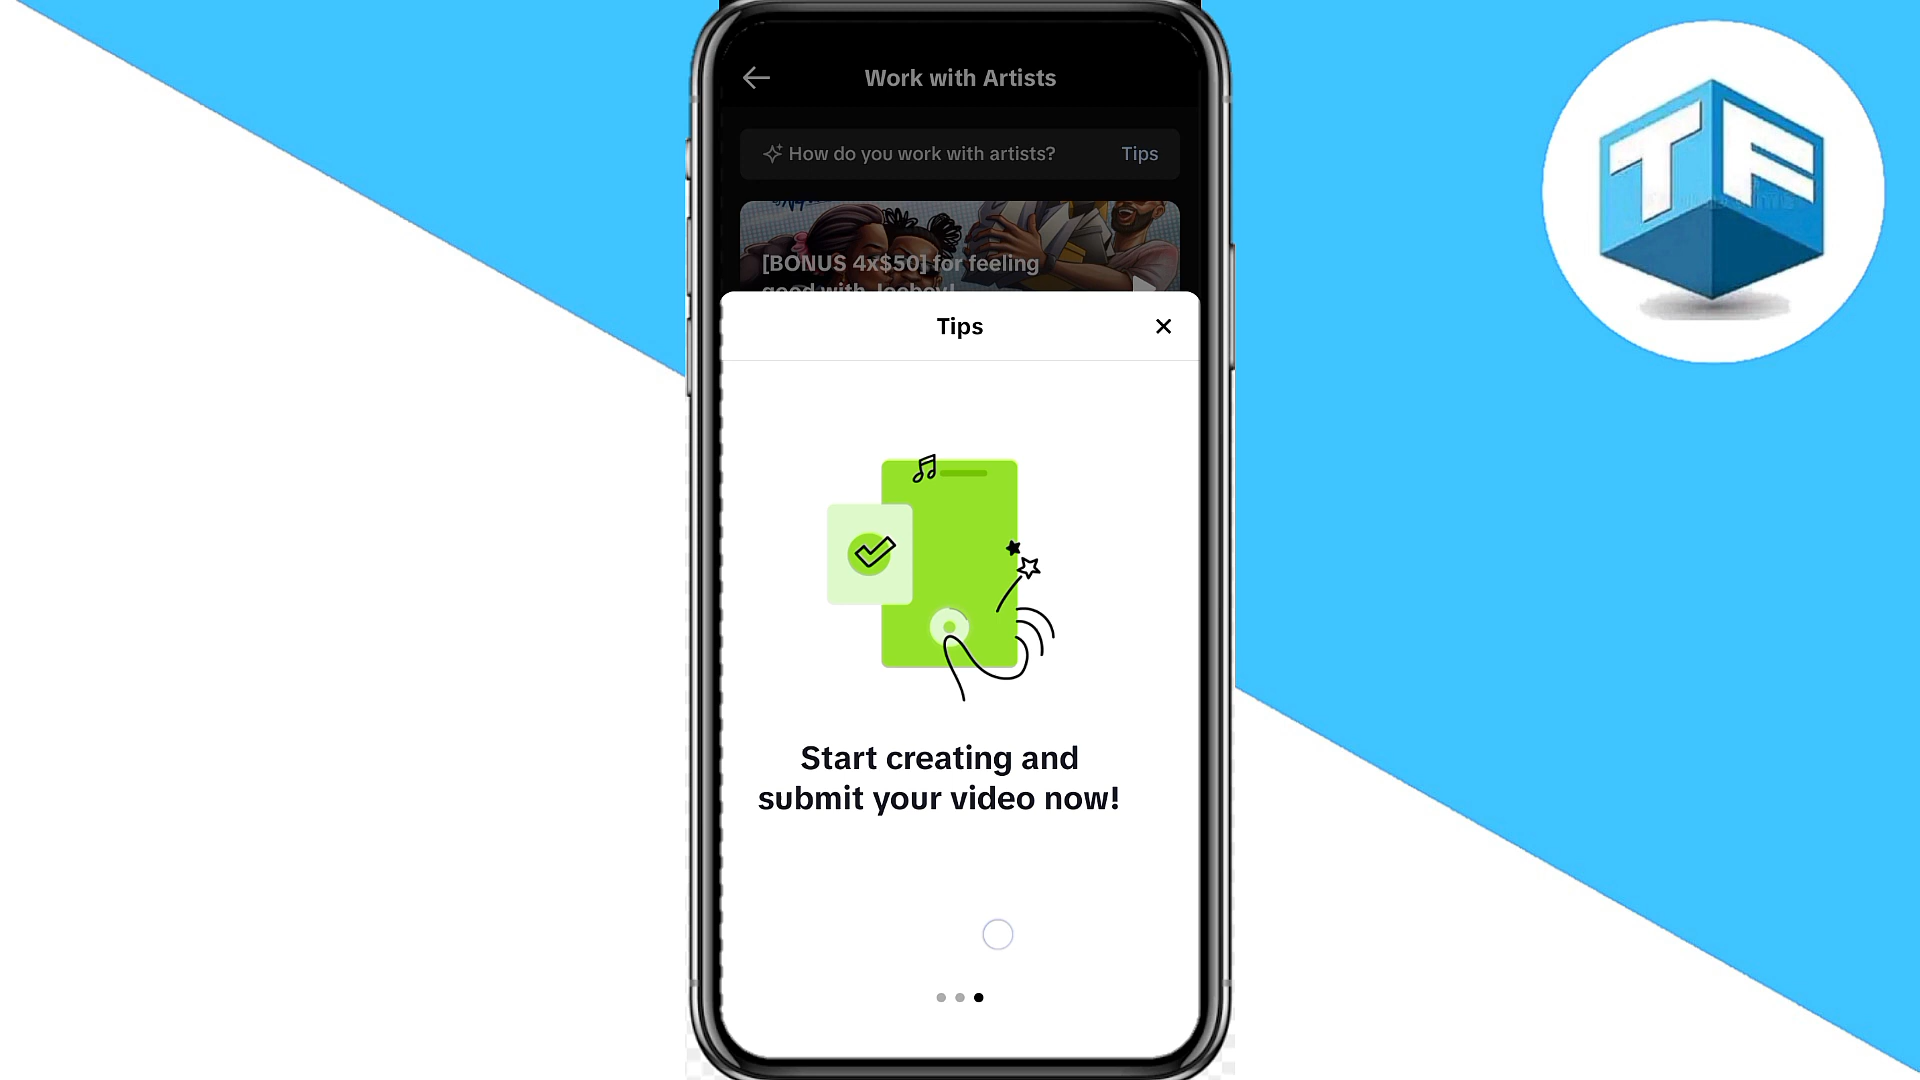 Work with Artists
How do you work with artists?
Tips
[BONUS 4x$50] for feeling
good with Joeboy!
Tips
Start creating and
submit your video now!
TF